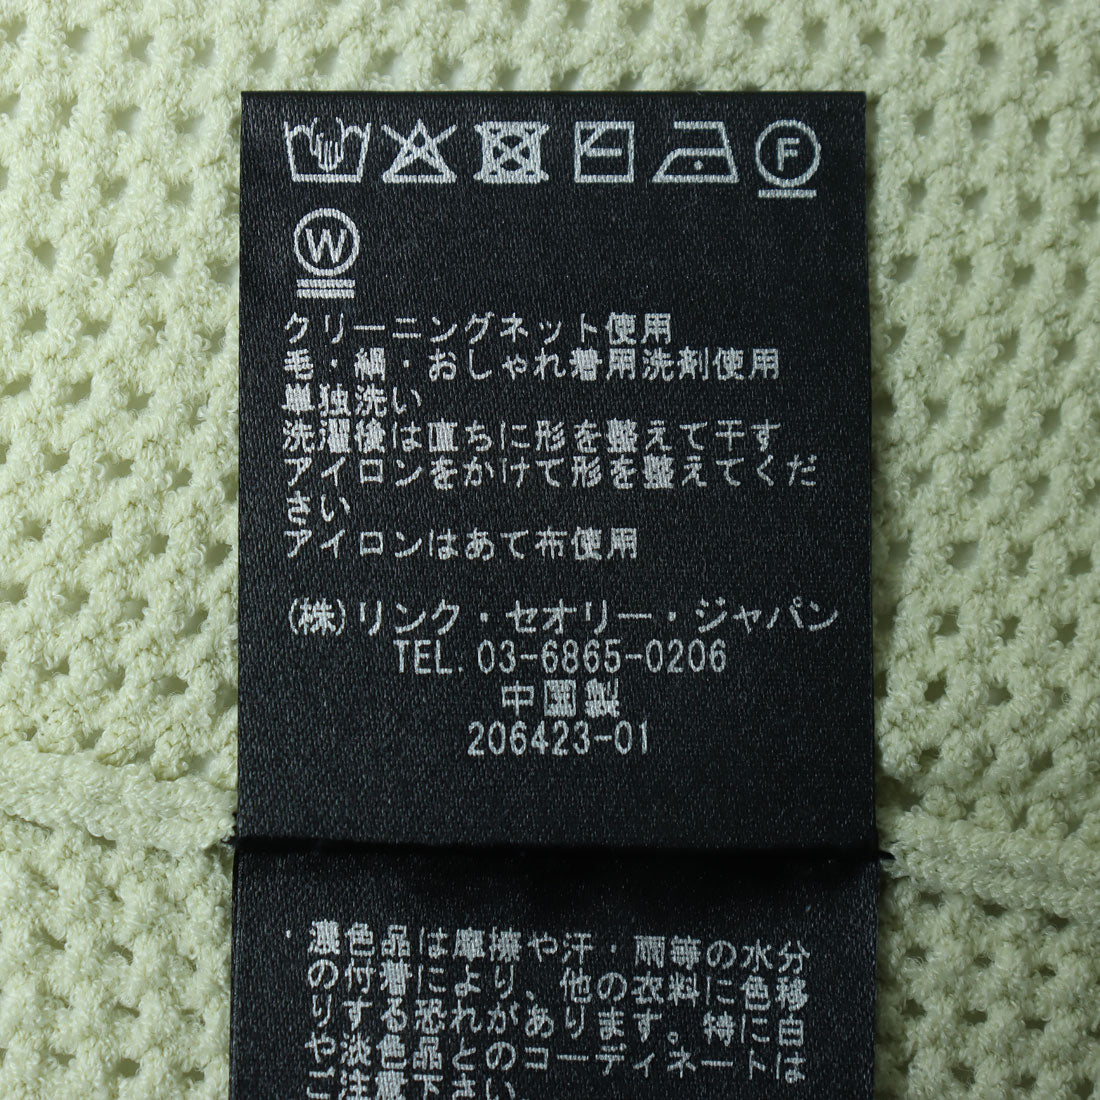 F
W
クリーニングネット使用
毛・絹・おしゃれ着用洗剤使用
単独洗い
洗濯後は直ちに形を整えて干す
アイロンをかけて形を整えてくだ
さい
アイロンはあて布使用
(株)リンク・セオリー・ジャパン
TEL. 03-6865-0206
中国製
206423-01
・濃色品は摩擦や汗・雨等の水分
の付着により、他の衣料に色移
りする恐れがあります。特に白
や淡色品とのコーディネートは
ご注意下さい